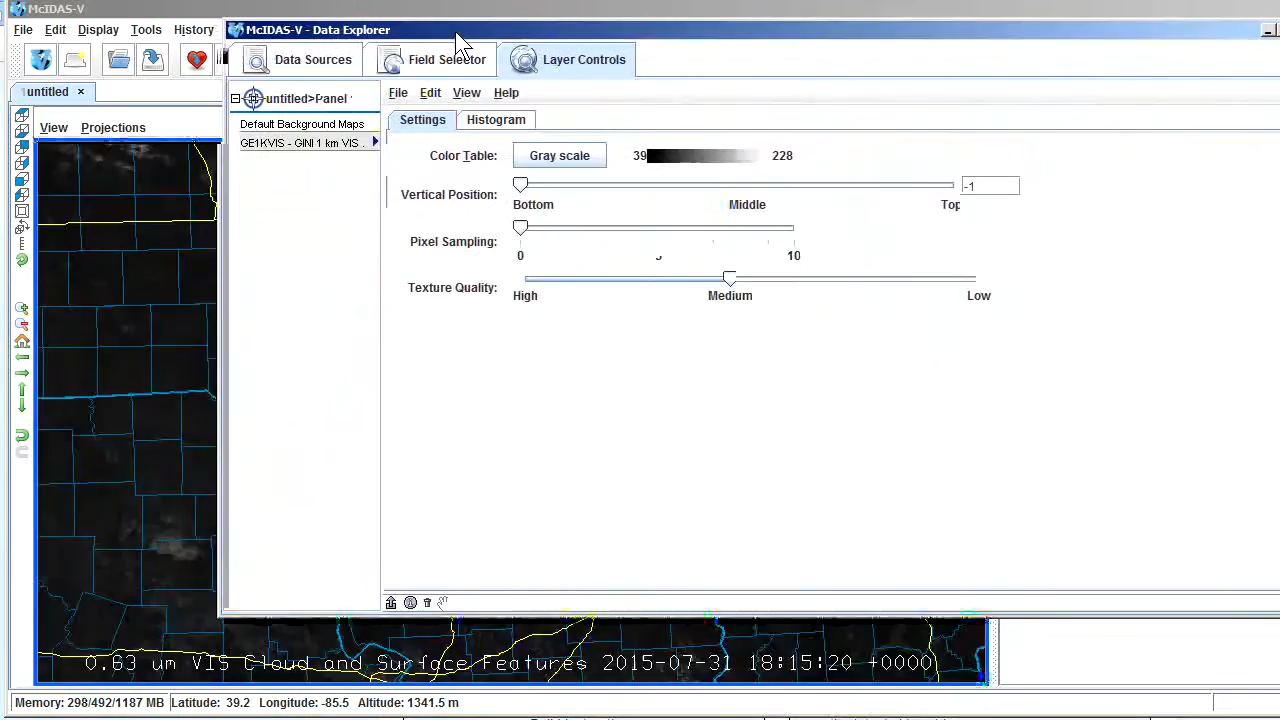 McIDAS-V
File Edit Display Tools History
untitled
View Projections
McIDAS-V - Data Explorer
Data Sources Field Selector Layer Controls
untitled>Panel
Default Background Maps
GE1KVIS - GINI 1 km VIS .
File Edit View Help
Settings Histogram
Color Table: Gray scale 39 228
Vertical Position: -1
Bottom Middle Top
Pixel Sampling:
0 5 10
Texture Quality:
High Medium Low
0.63 um VIS Cloud and Surface Features 2015-07-31 18:15:20 +0000
Memory: 298/492/1187 MB Latitude: 39.2 Longitude: -85.5 Altitude: 1341.5 m